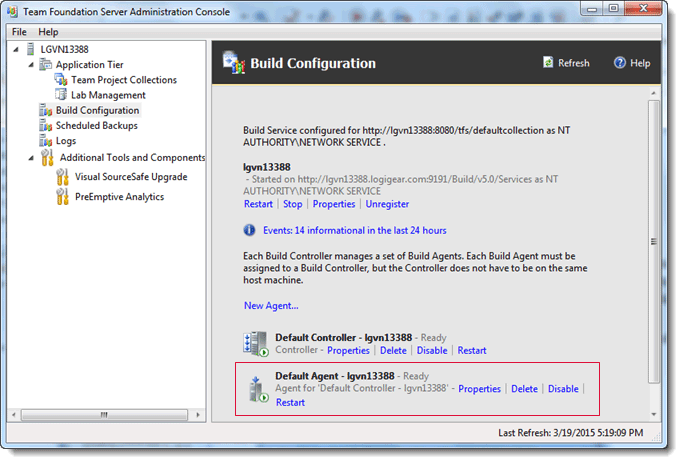 Team Foundation Server Administration Console
File Help
LGVN13388
Application Tier
Team Project Collections
Lab Management
Build Configuration
Scheduled Backups
Logs
Additional Tools and Components
Visual SourceSafe Upgrade
PreEmptive Analytics
Build Configuration
Refresh
Help
Build Service configured for http://lgvn13388:8080/tfs/defaultcollection as NT
AUTHORITY\NETWORK SERVICE .
lgvn13388
- Started on http://lgvn13388.logigear.com:9191/Build/v5.0/Services as NT
AUTHORITY\NETWORK SERVICE
Restart | Stop | Properties | Unregister
Events: 14 informational in the last 24 hours
Each Build Controller manages a set of Build Agents. Each Build Agent must be
assigned to a Build Controller, but the Controller does not have to be on the same
host machine.
New Agent...
Default Controller - lgvn13388 - Ready
Controller - Properties | Delete | Disable | Restart
Default Agent - lgvn13388 - Ready
Agent for 'Default Controller - lgvn13388' - Properties | Delete | Disable |
Restart
Last Refresh: 3/19/2015 5:19:09 PM